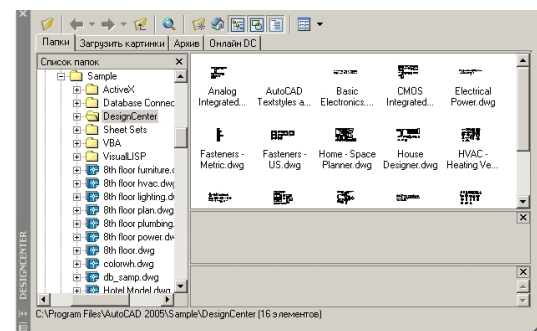 Папки Загрузить картинки Архив Онлайн DC
Список папок
Sample
ActiveX
Database Connec
DesignCenter
Sheet Sets
VBA
VisualLISP
8th floor furniture.d
8th floor hvac.dwg
8th floor lighting.d
8th floor plan.dwg
8th floor plumbing.
8th floor power.dw
8th floor.dwg
colorwh.dwg
db_samp.dwg
Hotel Model.dwg
Analog Integrated...
AutoCAD Textstyles a...
Basic Electronics....
CMOS Integrated...
Electrical Power.dwg
Fasteners - Metric.dwg
Fasteners - US.dwg
Home - Space Planner.dwg
House Designer.dwg
HVAC - Heating Ve...
DESIGNCENTER
C:\Program Files\AutoCAD 2005\Sample\DesignCenter (16 элементов)